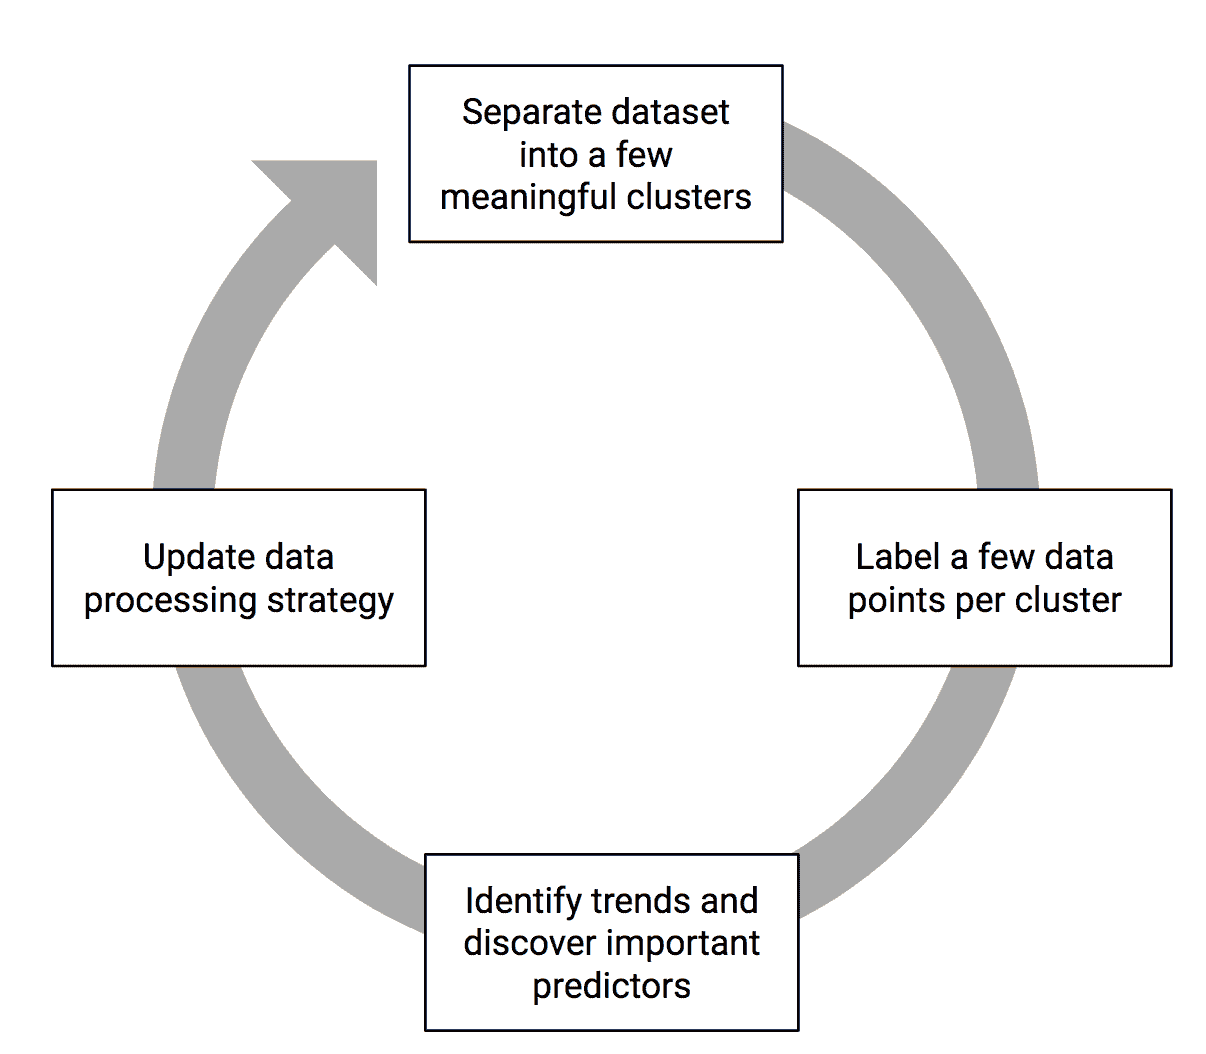 Separate dataset
into a few
meaningful clusters
Label a few data
points per cluster
Identify trends and
discover important
predictors
Update data
processing strategy